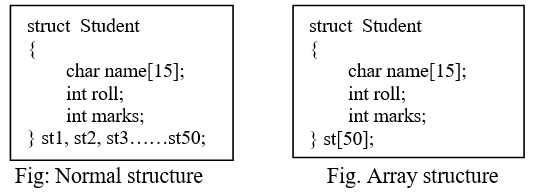 struct Student
{
char name[15];
int roll;
int marks;
} st1, st2, st3……st50;
Fig: Normal structure
struct Student
{
char name[15];
int roll;
int marks;
} st[50];
Fig. Array structure